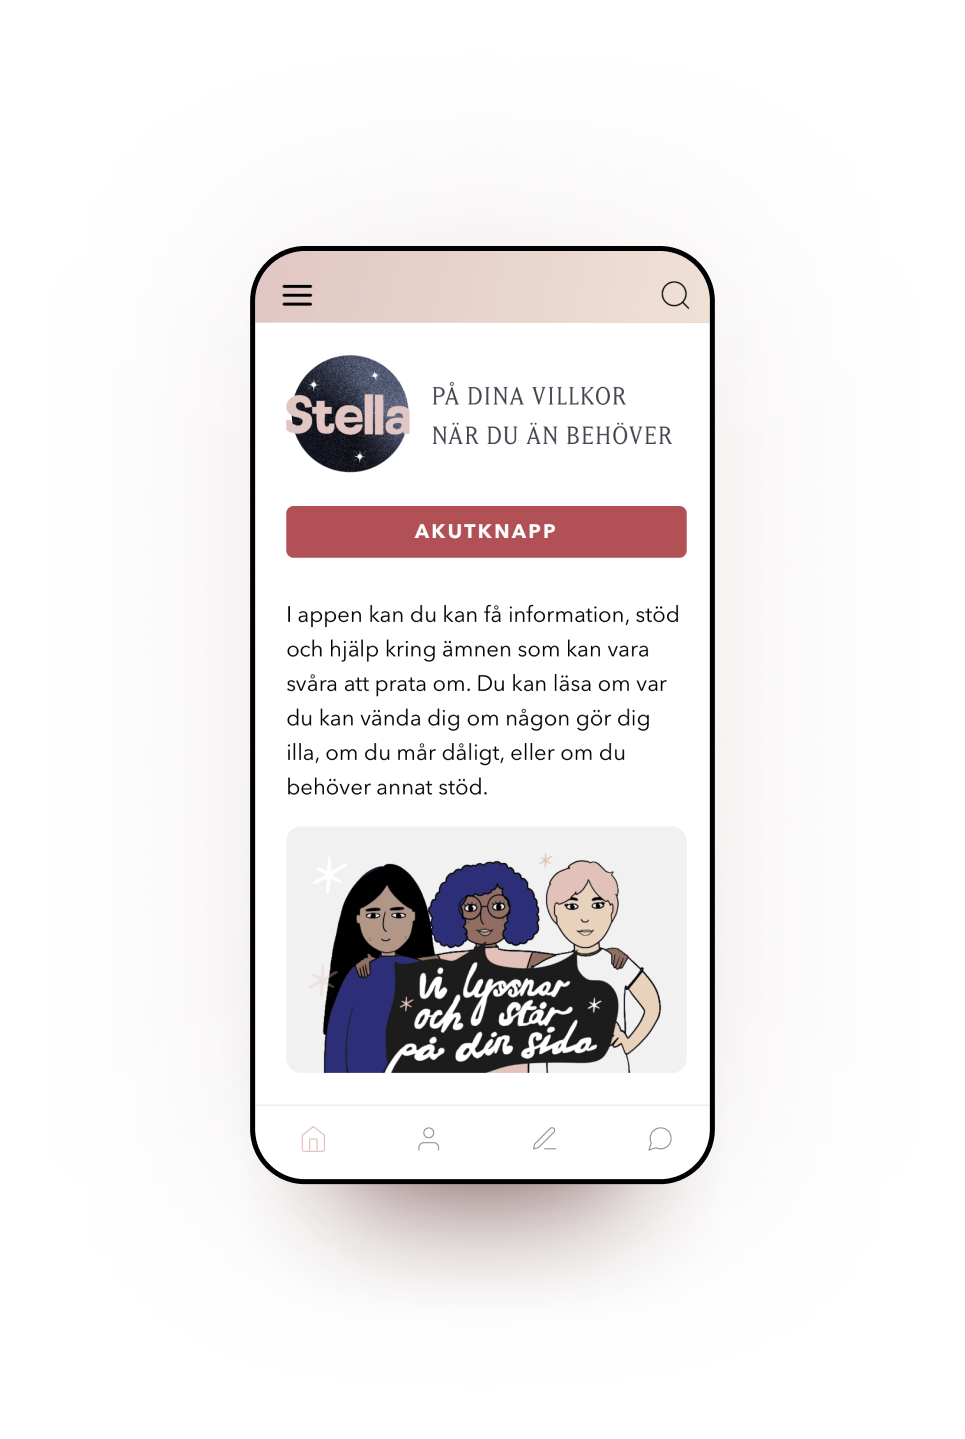 Stella
PÅ DINA VILLKOR
NÄR DU ÄN BEHÖVER
AKUTKNAPP
I appen kan du kan få information, stöd
och hjälp kring ämnen som kan vara
svåra att prata om. Du kan läsa om var
du kan vända dig om någon gör dig
illa, om du mår dåligt, eller om du
behöver annat stöd.
Vi lyssnar
och står
på din sida